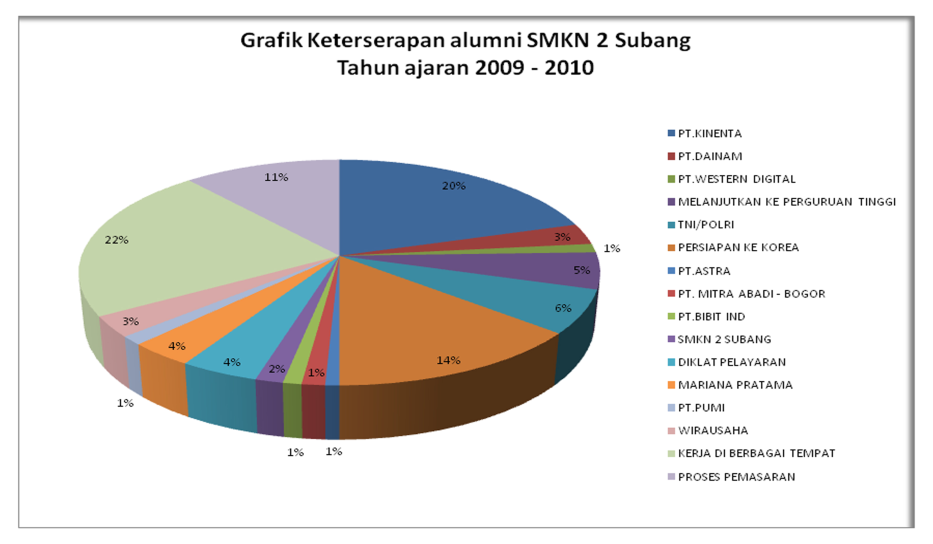 Grafik Keterserapan alumni SMKN 2 Subang
Tahun ajaran 2009 - 2010
11%
20%
22%
3%
1%
5%
6%
14%
3%
4%
4%
2%
1%
1%
1%
1%
PT.KINENTA
PT.DAINAM
PT.WESTERN DIGITAL
MELANJUTKAN KE PERGURUAN TINGGI
TNI/POLRI
PERSIAPAN KE KOREA
PT.ASTRA
PT. MITRA ABADI - BOGOR
PT.BIBIT IND
SMKN 2 SUBANG
DIKLAT PELAYARAN
MARIANA PRATAMA
PT.PUMI
WIRAUSAHA
KERJA DI BERBAGAI TEMPAT
PROSES PEMASARAN